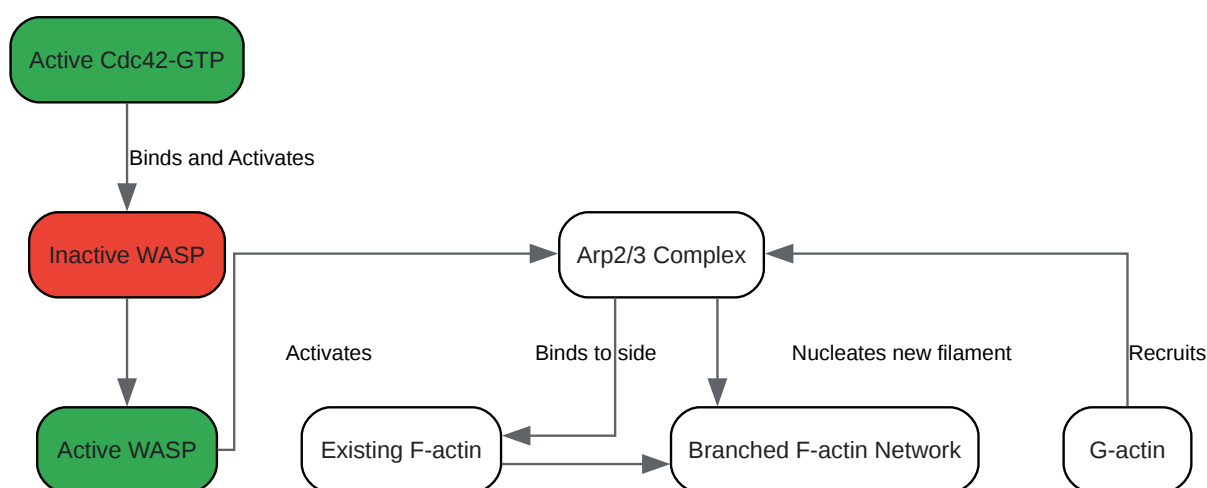 Active Cdc42-GTP
Binds and Activates
Inactive WASP
Arp2/3 Complex
Activates
Binds to side
Nucleates new filament
Recruits
Active WASP
Existing F-actin
Branched F-actin Network
G-actin